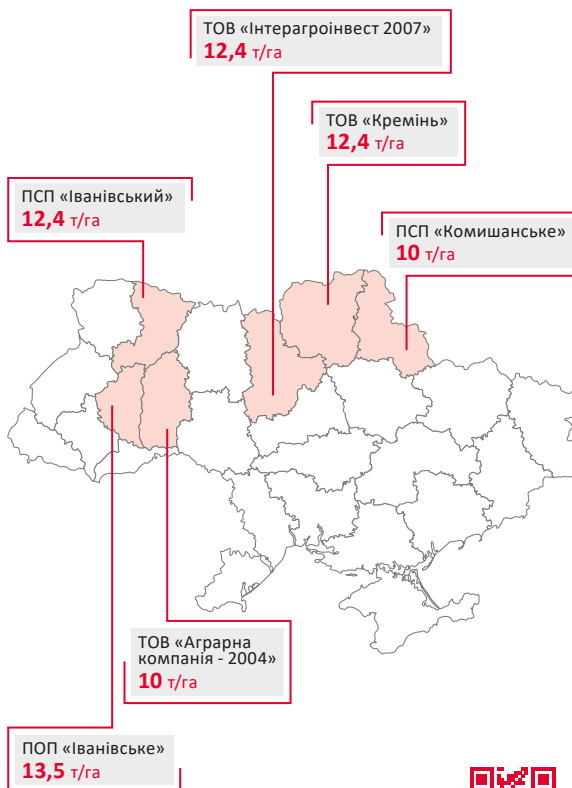 ТОВ «Інтерагроінвест 2007»
12,4 т/га
ТОВ «Кремінь»
12,4 т/га
ПСП «Іванівський»
12,4 т/га
ПСП «Комишанське»
10 т/га
ТОВ «Аграрна
компанія - 2004»
10 т/га
ПОП «Іванівське»
13,5 т/га